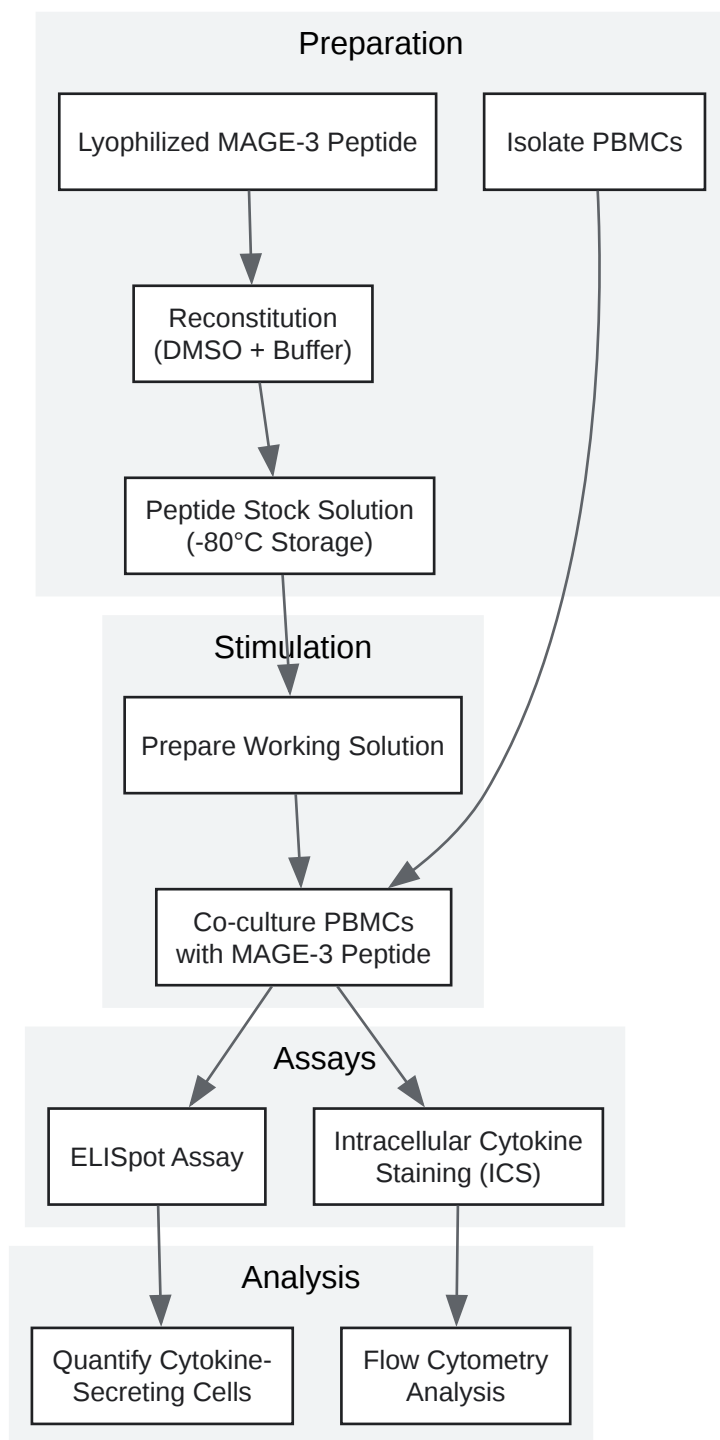 Preparation
Lyophilized MAGE-3 Peptide
Isolate PBMCs
Reconstitution
(DMSO + Buffer)
Peptide Stock Solution
(-80°C Storage)
Stimulation
Prepare Working Solution
Co-culture PBMCs
with MAGE-3 Peptide
Assays
ELISpot Assay
Intracellular Cytokine
Staining (ICS)
Analysis
Quantify Cytokine-
Secreting Cells
Flow Cytometry
Analysis